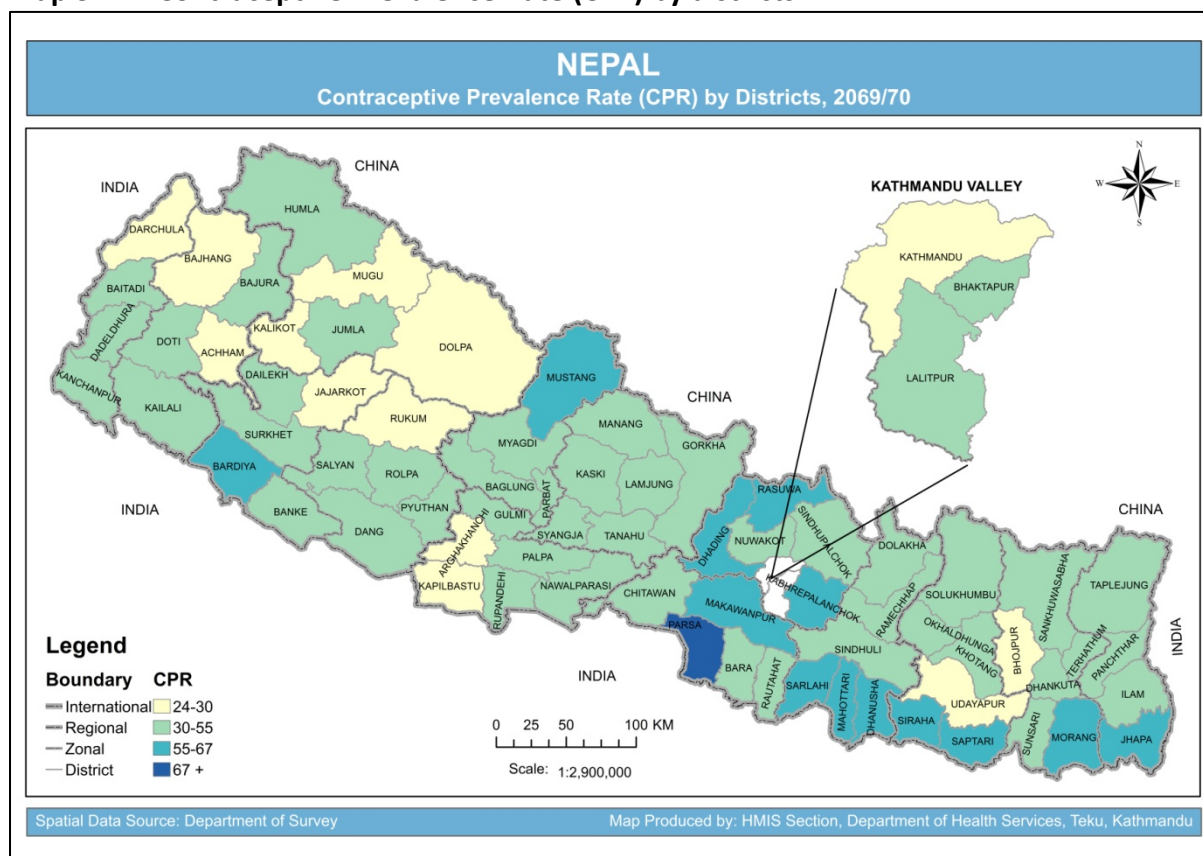 NEPAL
Contraceptive Prevalence Rate (CPR) by Districts, 2069/70
CHINA
INDIA
N
W
E
S
KATHMANDU VALLEY
HUMLA
DARCHULA
BAJHANG
MUGU
BAJURA
BAITADI
KATHMANDU
BHAKTAPUR
DADELDHURA
DOTI
ACHHAM
KALIKOT
JUMLA
DOLPA
DAILEKH
MUSTANG
LALITPUR
KANCHANPUR
KAILALI
JAJARKOT
RUKUM
CHINA
SURKHET
MYAGDI
MANANG
GORKHA
BARDIYA
SALYAN
ROLPA
KASKI
LAMJUNG
RASUWA
INDIA
BANKE
PYUTHAN
BAGLUNG
PARBAT
GULMI
SYANGJA
TANAHU
DHADING
NUWAKOT
SINDHUPALCHOK
DOLAKHA
CHINA
DANG
ARGHAKHANCHI
PALPA
KAPILBASTU
RUPANDEHI
NAWALPARASI
CHITAWAN
MAKAWANPUR
KABHREPALANCHOK
RAMECHHAP
SOLUKHUMBU
SANKHUWASABHA
TAPLEJUNG
OKHALDHUNGA
KHOTANG
BHOJPUR
TERHATHUM
PANCHTHAR
INDIA
PARSA
BARA
RAUTAHAT
SINDHULI
SARLAHI
MAHOTTARI
DHANUSHA
UDAYAPUR
DHANKUTA
ILAM
INDIA
SIRAHA
SAPTARI
SUNSARI
MORANG
JHAPA
Legend
Boundary CPR
International 24-30
Regional 30-55
Zonal 55-67
District 67 +
0 25 50 100 KM
Scale: 1:2,900,000
Spatial Data Source: Department of Survey
Map Produced by: HMIS Section, Department of Health Services, Teku, Kathmandu